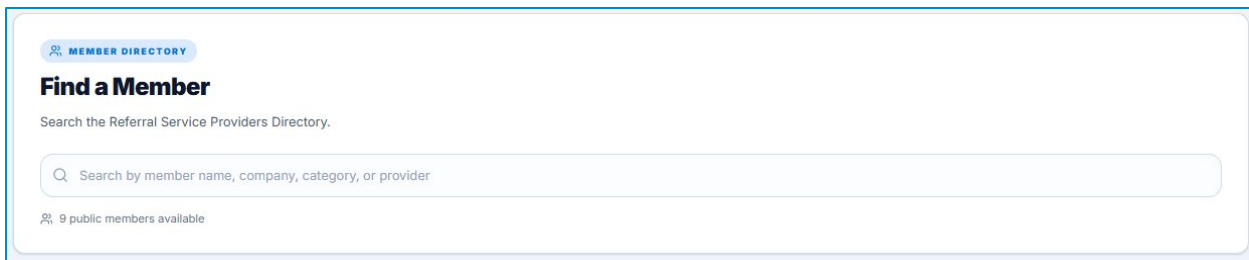 MEMBER DIRECTORY
Find a Member
Search the Referral Service Providers Directory.
Search by member name, company, category, or provider
9 public members available